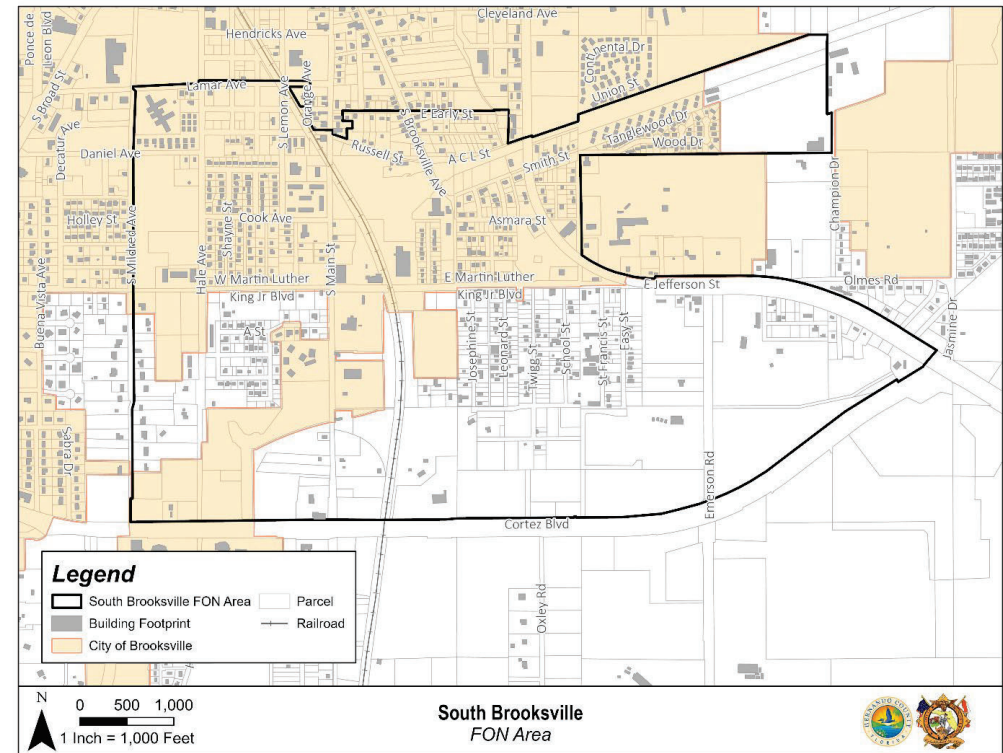 Cleveland Ave
Ponce de
Leon Blvd
Hendricks Ave
Continental Dr
S Broad St
Lamar Ave
S Lemon Ave
Orange Ave
Union St
E Early St
S Brooksville Ave
Decatur Ave
Tanglewood Dr
Daniel Ave
Russell St
A C L St
Smith St
Wood Dr
Champion Dr
Holley St
S Mildred Ave
Shayne St
Cook Ave
Asmara St
Hale Ave
S Main St
Buena Vista Ave
W Martin Luther
King Jr Blvd
E Martin Luther
King Jr Blvd
E Jefferson St
Olmes Rd
Jasmine Dr
A St
Josephine St
Leonard St
Twigg St
School St
St Francis St
Easy St
Sabra Dr
Emerson Rd
Cortez Blvd
Oxley Rd
Legend
South Brooksville FON Area
Parcel
Building Footprint
Railroad
City of Brooksville
N
0 500 1,000
1 Inch = 1,000 Feet
South Brooksville
FON Area
HERNANDO COUNTY
FLORIDA